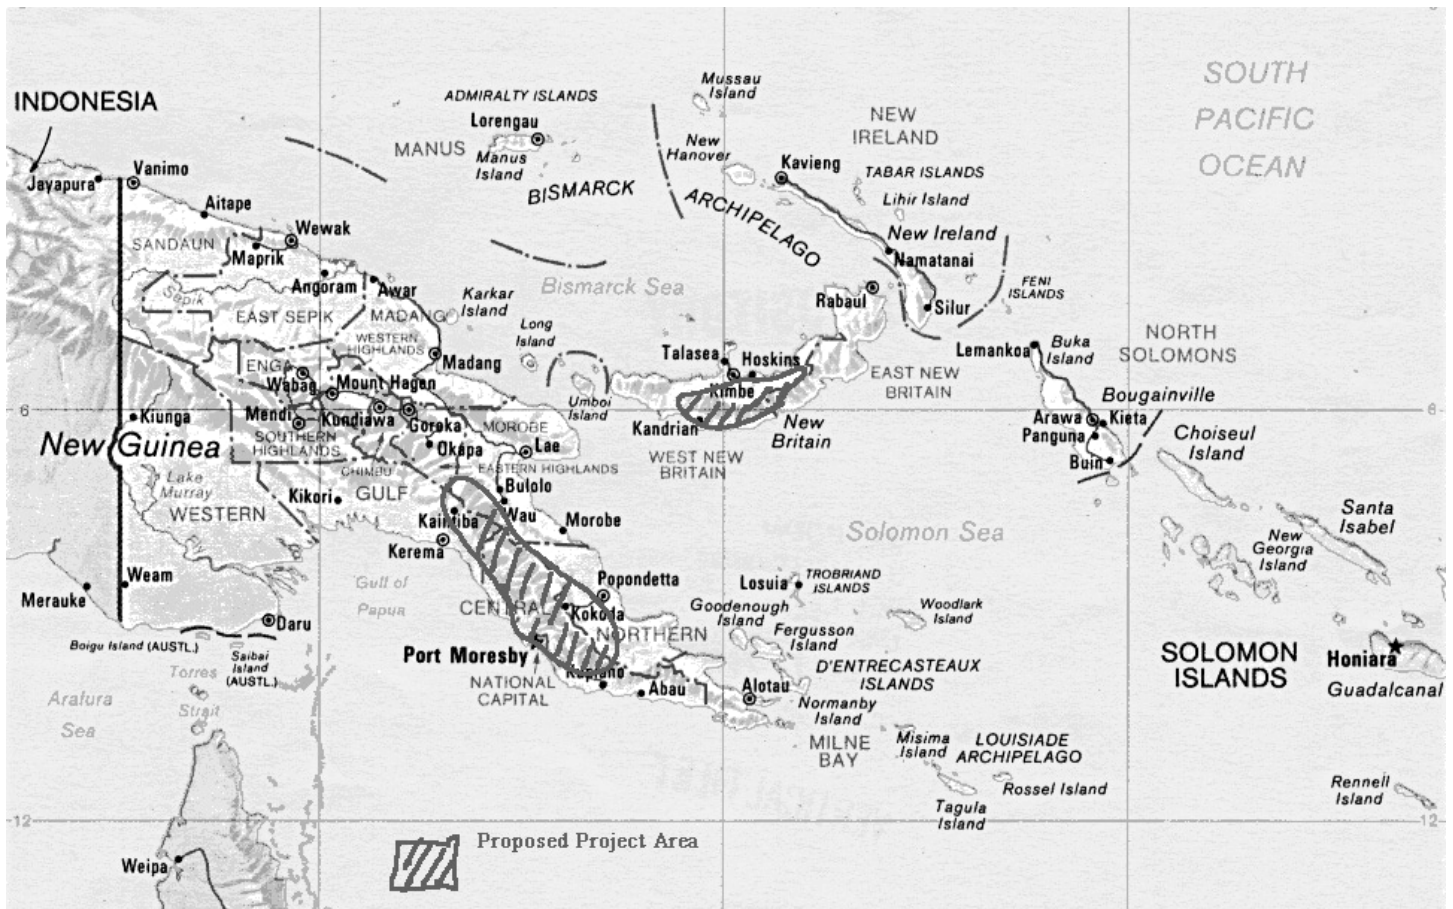 SOUTH
PACIFIC
OCEAN
INDONESIA
Mussau
Island
ADMIRALTY ISLANDS
Lorengau
MANUS
Manus
Island
BISMARCK
ARCHIPELAGO
New
Hanover
NEW
IRELAND
Kavieng
TABAR ISLANDS
Lihir Island
New Ireland
Namatanai
Jayapura
Vanimo
Aitape
SANDAUN
Wewak
Maprik
Angoram
Awar
Sepik
EAST SEPIK
MADANG
Karkar
Island
Bismarck Sea
Rabaul
Silur
FENI
ISLANDS
WESTERN
HIGHLANDS
Long
Island
Madang
Talasea
Hoskins
Lemankoa
Buka
Island
NORTH
SOLOMONS
ENGA
Wabag
Mount Hagen
Umboi
Island
Kimbe
EAST NEW
BRITAIN
Bougainville
6
6
Kiunga
Mendi
Kundiawa
Goroka
MOROBE
Kandrian
New
Britain
Arawa
Kieta
Panguna
Choiseul
Island
New Guinea
SOUTHERN
HIGHLANDS
Okapa
Lae
WEST NEW
BRITAIN
Buin
CHIMBU
EASTERN HIGHLANDS
Lake
Murray
Kikori
GULF
Bulolo
WESTERN
Kaintiba
Wau
Morobe
Solomon Sea
Santa
Isabel
New
Georgia
Island
Kerema
Weam
Merauke
Gulf of
Papua
Popondetta
Losuia
TROBRIAND
ISLANDS
Goodenough
Island
Woodlark
Island
CENTRAL
Kokoda
NORTHERN
Fergusson
Island
Daru
Boigu Island (AUSTL.)
Saibai
Island
(AUSTL.)
Port Moresby
D'ENTRECASTEAUX
ISLANDS
SOLOMON
ISLANDS
Honiara
Guadalcanal
Torres
Strait
NATIONAL
CAPITAL
Abau
Alotau
Normanby
Island
Arafura
Sea
MILNE
BAY
Misima
Island
LOUISIADE
ARCHIPELAGO
Rossel Island
Tagula
Island
Rennell
Island
12
12
Proposed Project Area
Weipa